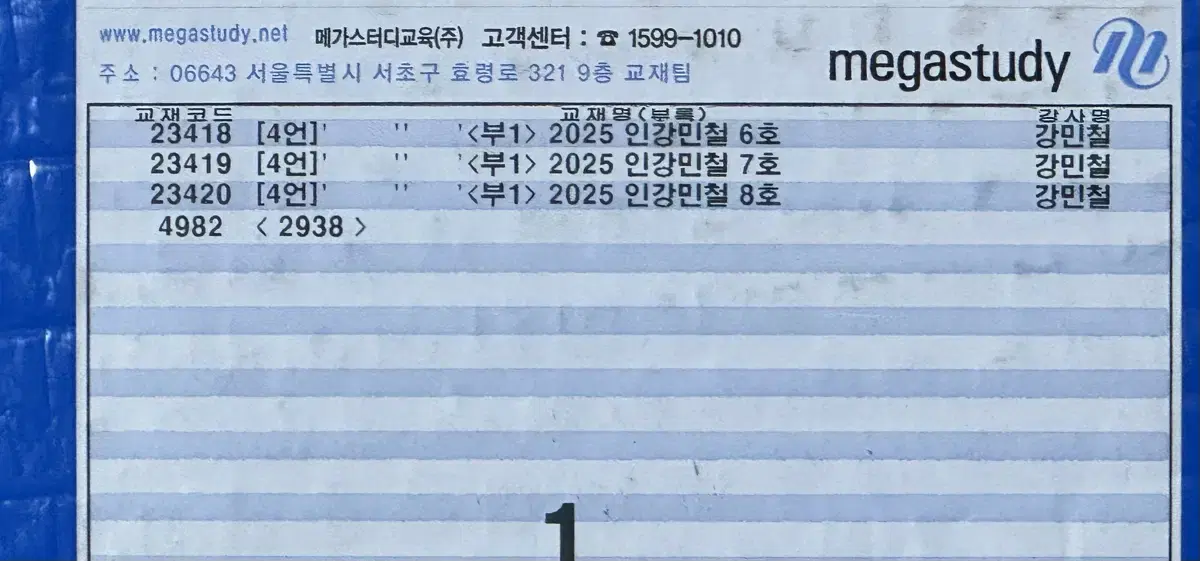 www.megastudy.net 메가스터디교육(주) 고객센터 : ☎ 1599-1010
주소 : 06643 서울특별시 서초구 효령로 321 9층 교재팀
megastudy
교재코드 교재명(부록) 강사명
23418 [4언]' '' '<부1> 2025 인강민철 6호 강민철
23419 [4언]' '' '<부1> 2025 인강민철 7호 강민철
23420 [4언]' '' '<부1> 2025 인강민철 8호 강민철
4982 < 2938 >
1